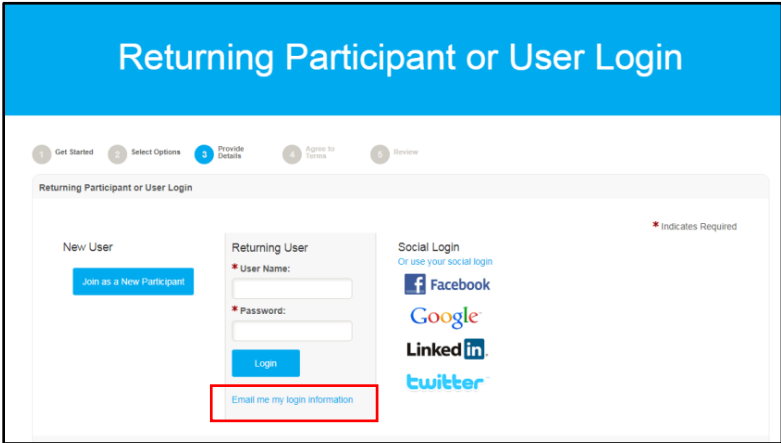 Returning Participant or User Login
1 Get Started 2 Select Options 3 Provide Details 4 Agree to Terms 5 Review
Returning Participant or User Login
* Indicates Required
New User
Join as a New Participant
Returning User
* User Name:
* Password:
Login
Email me my login information
Social Login
Or use your social login
f Facebook
Google
Linked in.
twitter